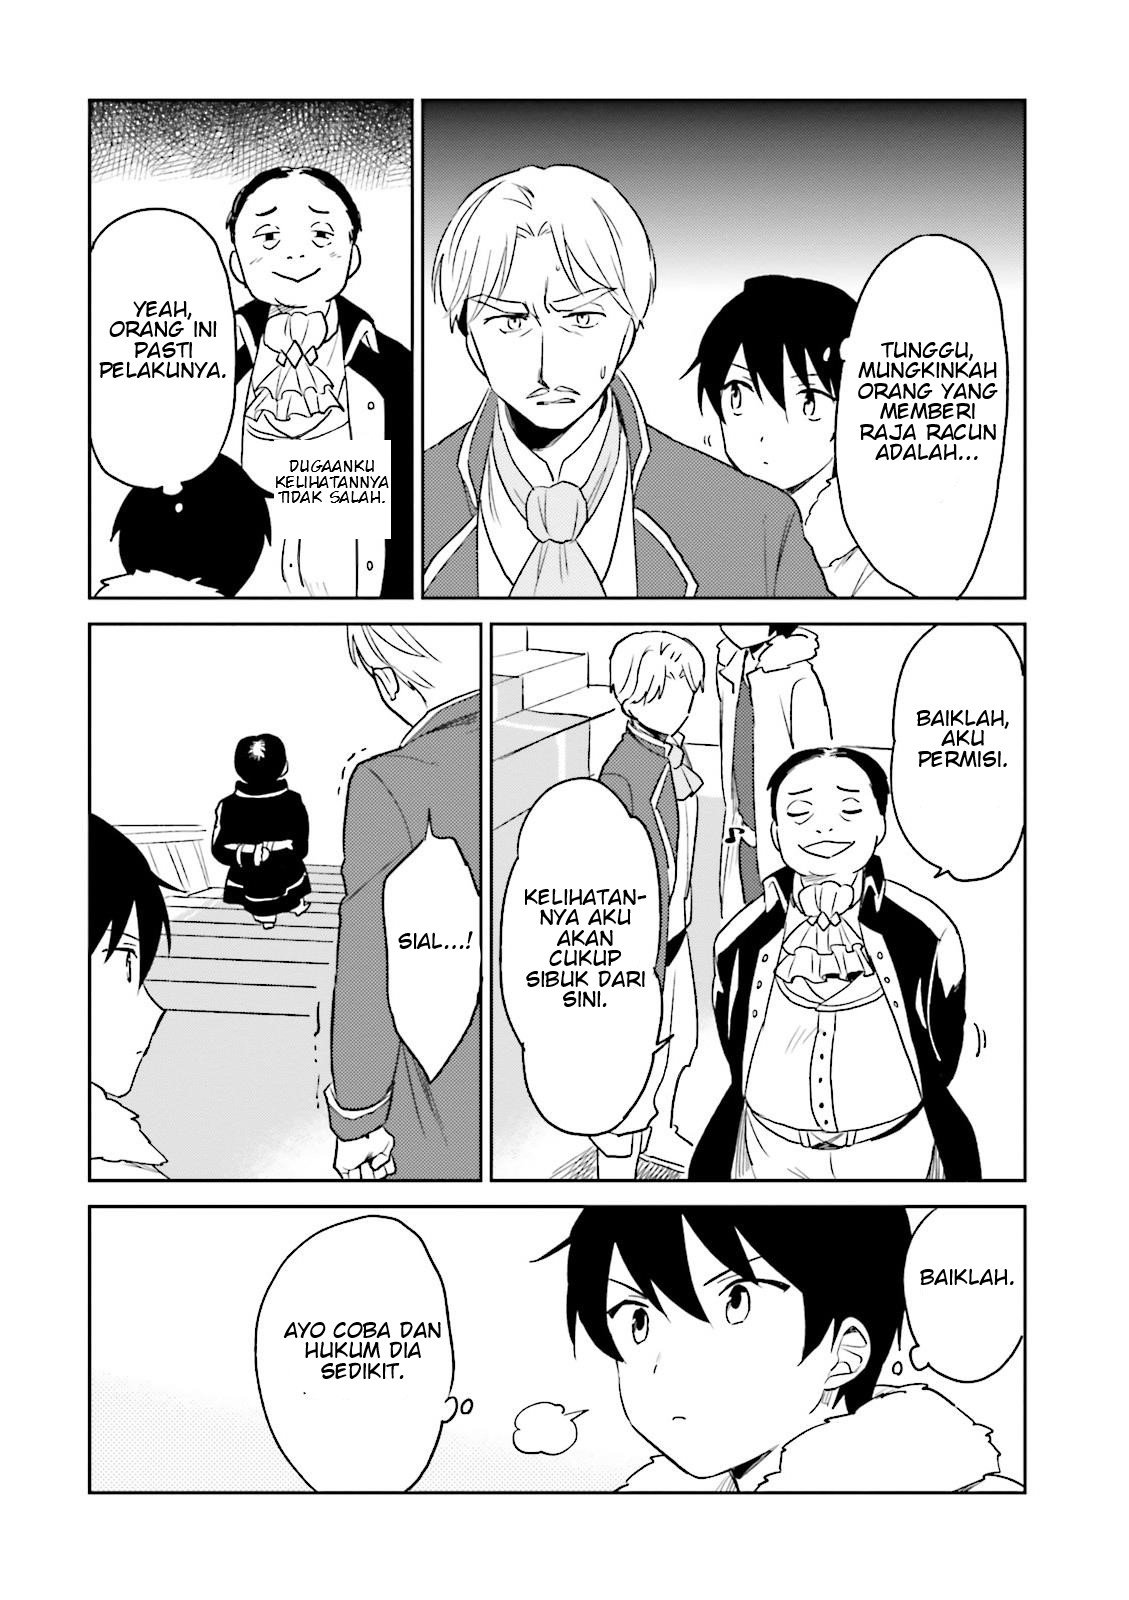 TUNGGU,
MUNGKINKAH
ORANG YANG
MEMBERI
RAJA RACUN
ADALAH...
YEAH,
ORANG INI
PASTI
PELAKUNYA.
DUGAANKU
KELIHATANNYA
TIDAK SALAH.
BAIKLAH,
AKU
PERMISI.
KELIHATAN-
NYA AKU
AKAN
CUKUP
SIBUK DARI
SINI.
SIAL...!
BAIKLAH.
AYO COBA DAN
HUKUM DIA
SEDIKIT.